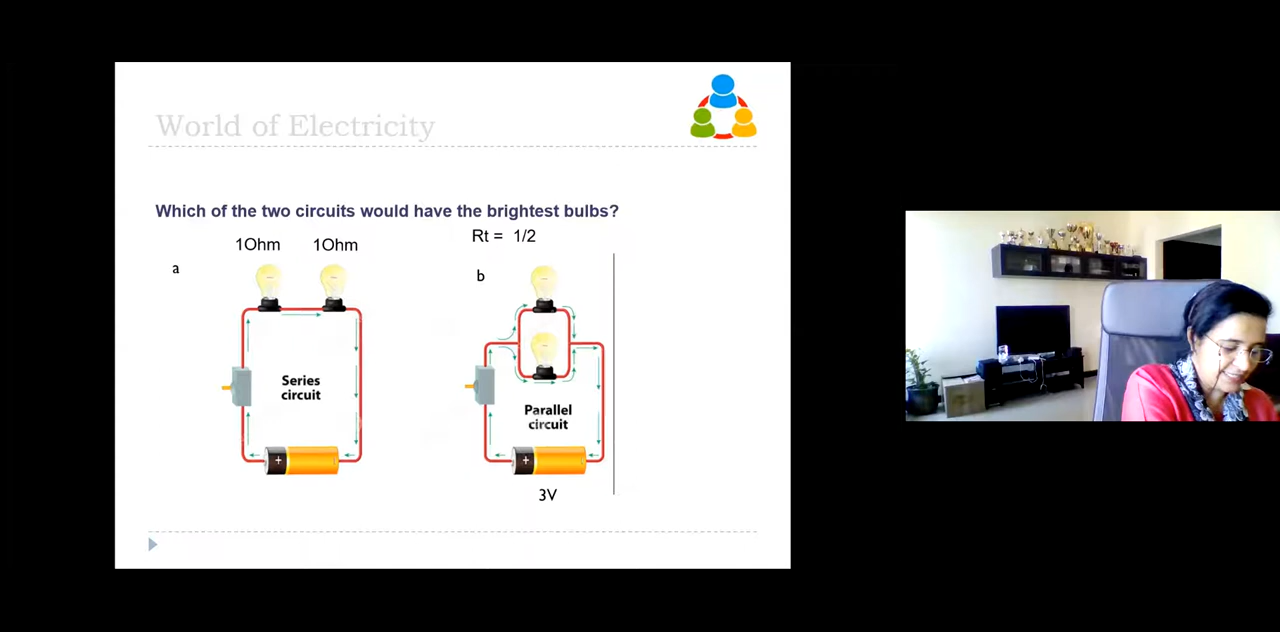 World of Electricity
Which of the two circuits would have the brightest bulbs?
Rt = 1/2
1Ohm 1Ohm
a
b
Series
circuit
Parallel
circuit
+
+
3V